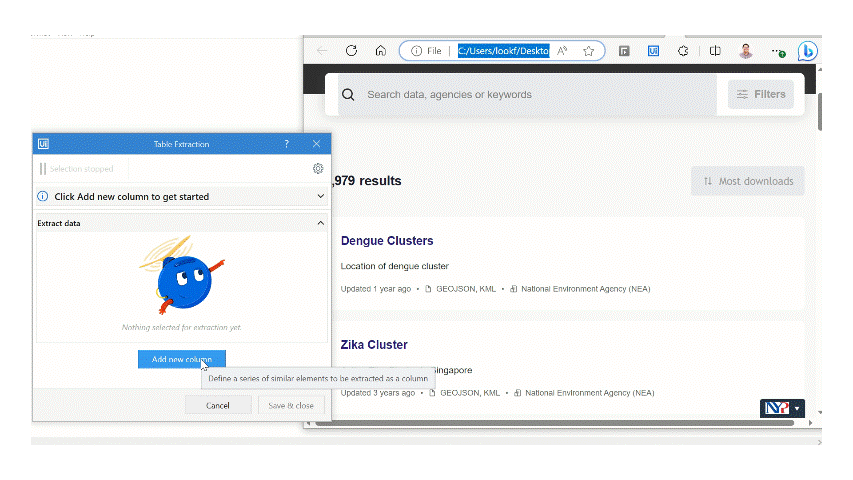 File
C:/Users/lookf/Deskto
Search data, agencies or keywords
Filters
Ui
Table Extraction
?
Selection stopped
,979 results
Most downloads
Click Add new column to get started
Extract data
Nothing selected for extraction yet.
Add new column
Define a series of similar elements to be extracted as a column
Cancel
Save & close
Dengue Clusters
Location of dengue cluster
Updated 1 year ago • GEOJSON, KML • National Environment Agency (NEA)
Zika Cluster
Singapore
Updated 3 years ago • GEOJSON, KML • National Environment Agency (NEA)